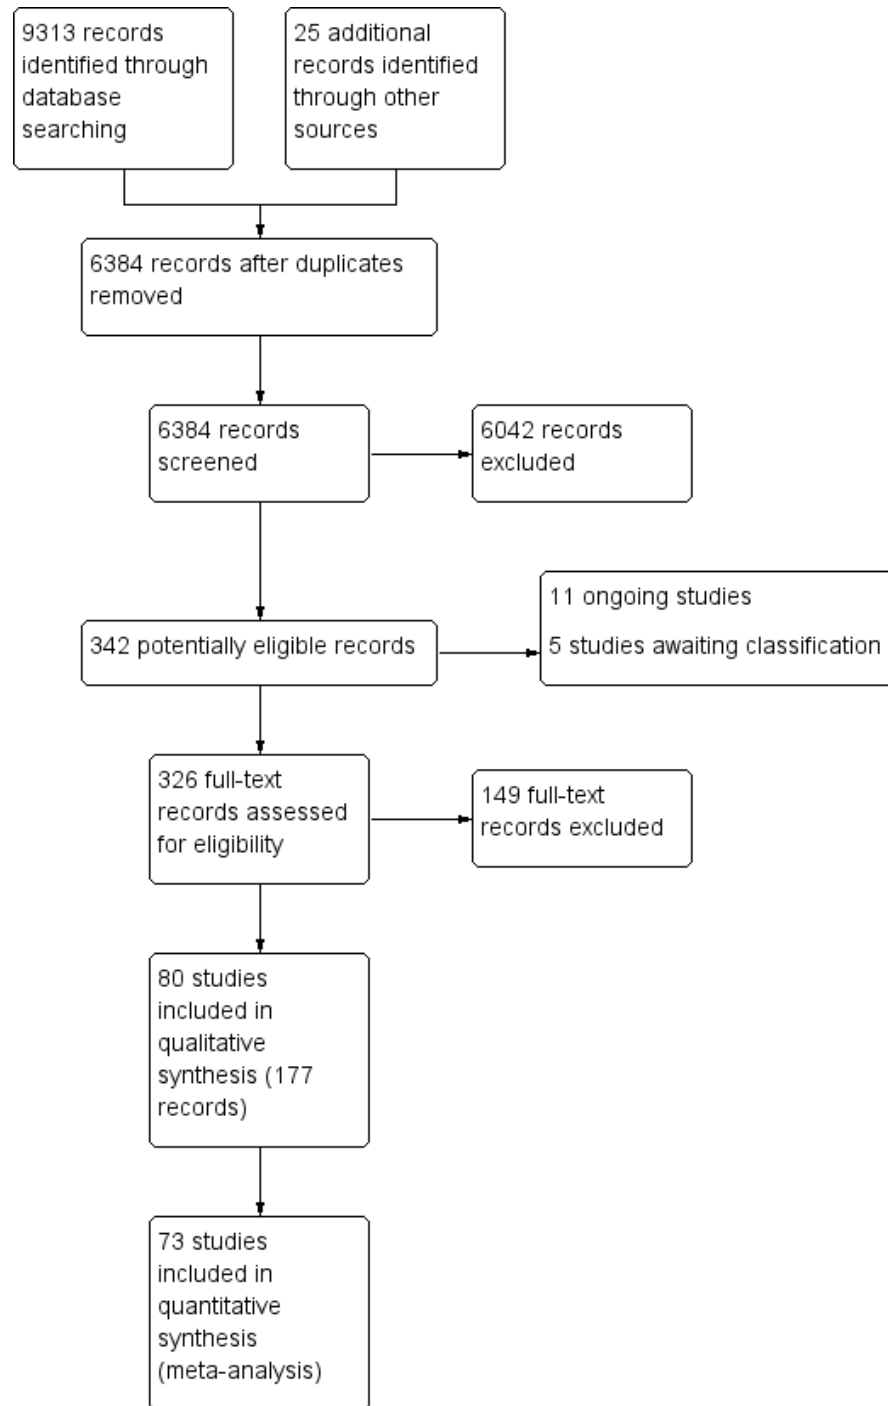 9313 records
identified through
database
searching
25 additional
records identified
through other
sources
6384 records after duplicates
removed
6384 records
screened
6042 records
excluded
342 potentially eligible records
11 ongoing studies
5 studies awaiting classification
326 full-text
records assessed
for eligibility
149 full-text
records excluded
80 studies
included in
qualitative
synthesis (177
records)
73 studies
included in
quantitative
synthesis
(meta-analysis)